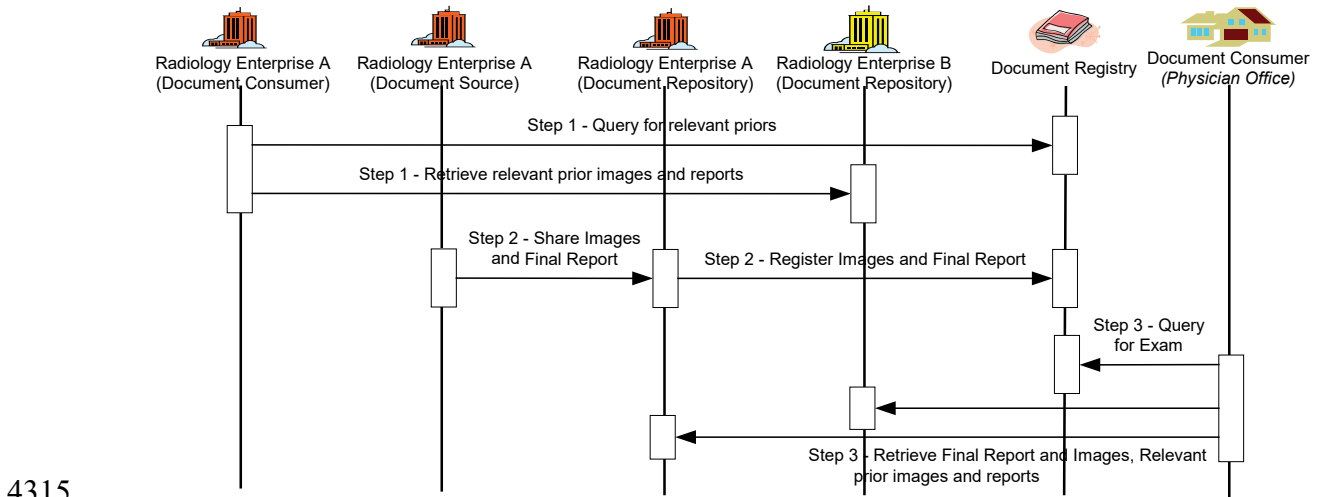 Radiology Enterprise A
(Document Consumer)
Radiology Enterprise A
(Document Source)
Radiology Enterprise A
(Document Repository)
Radiology Enterprise B
(Document Repository)
Document Registry
Document Consumer
(Physician Office)
Step 1 - Query for relevant priors
Step 1 - Retrieve relevant prior images and reports
Step 2 - Share Images
and Final Report
Step 2 - Register Images and Final Report
Step 3 - Query
for Exam
Step 3 - Retrieve Final Report and Images, Relevant
prior images and reports
4315